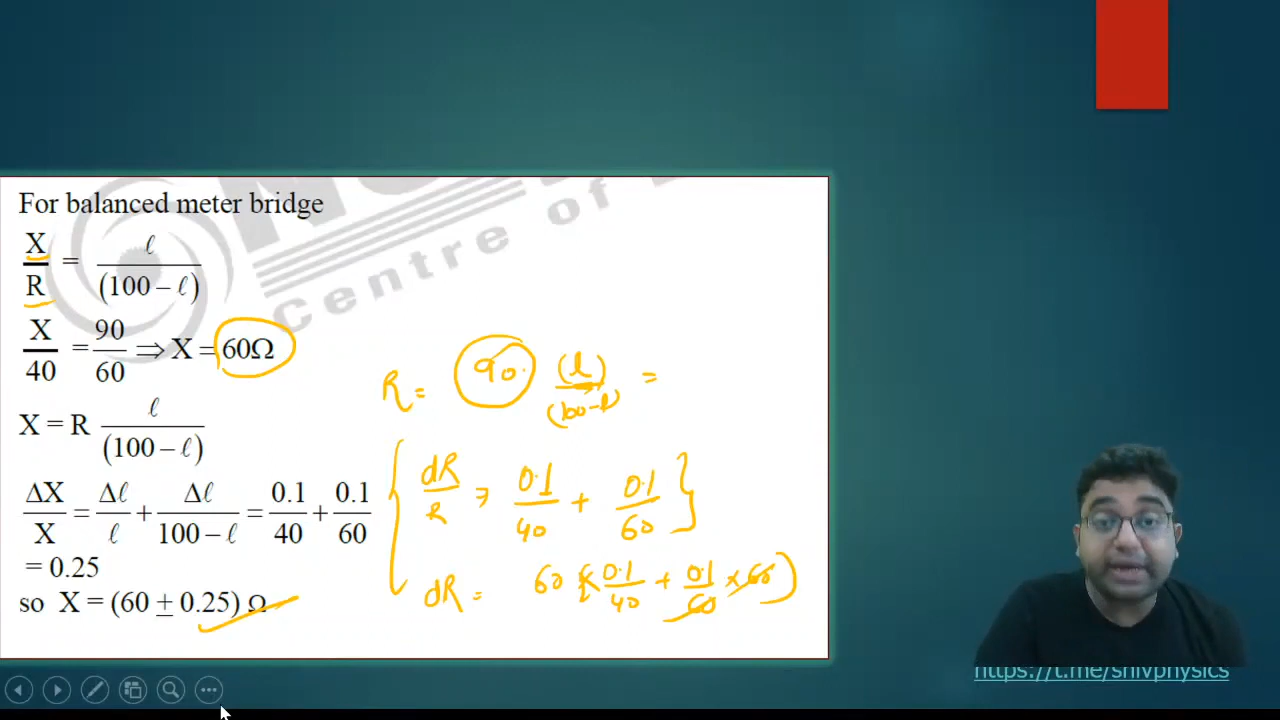 Centre of
For balanced meter bridge
X/R = ℓ/(100 – ℓ)
X/40 = 90/60 ⇒ X = 60Ω
X = R ℓ/(100 – ℓ)
ΔX/X = Δℓ/ℓ + Δℓ/(100 – ℓ) = 0.1/40 + 0.1/60
= 0.25
so X = (60 ± 0.25) Ω
R = 90. (l)/(100-l) =
dR/R = 0.1/40 + 0.1/60
dR = 60 (0.1/40 + 0.1/60 × 60)
https://t.me/shivphysics